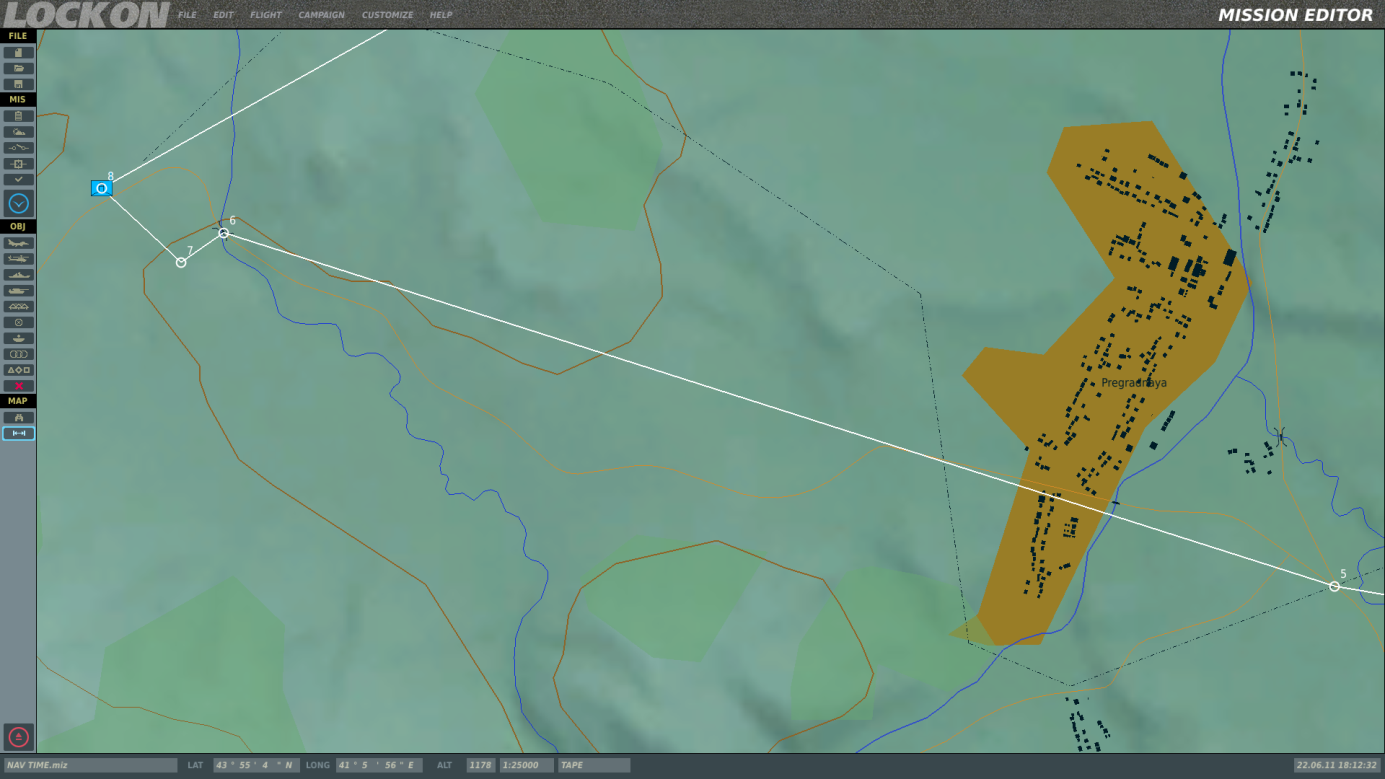 LOCK ON
FILE EDIT FLIGHT CAMPAIGN CUSTOMIZE HELP
MISSION EDITOR
FILE
MIS
OBJ
MAP
8
7
6
5
Pregradnaya
NAV TIME.miz
LAT 43 ° 55 ' 4 " N LONG 41 ° 5 ' 56 " E ALT 1178 1:25000 TAPE
22.06.11 18:12:32